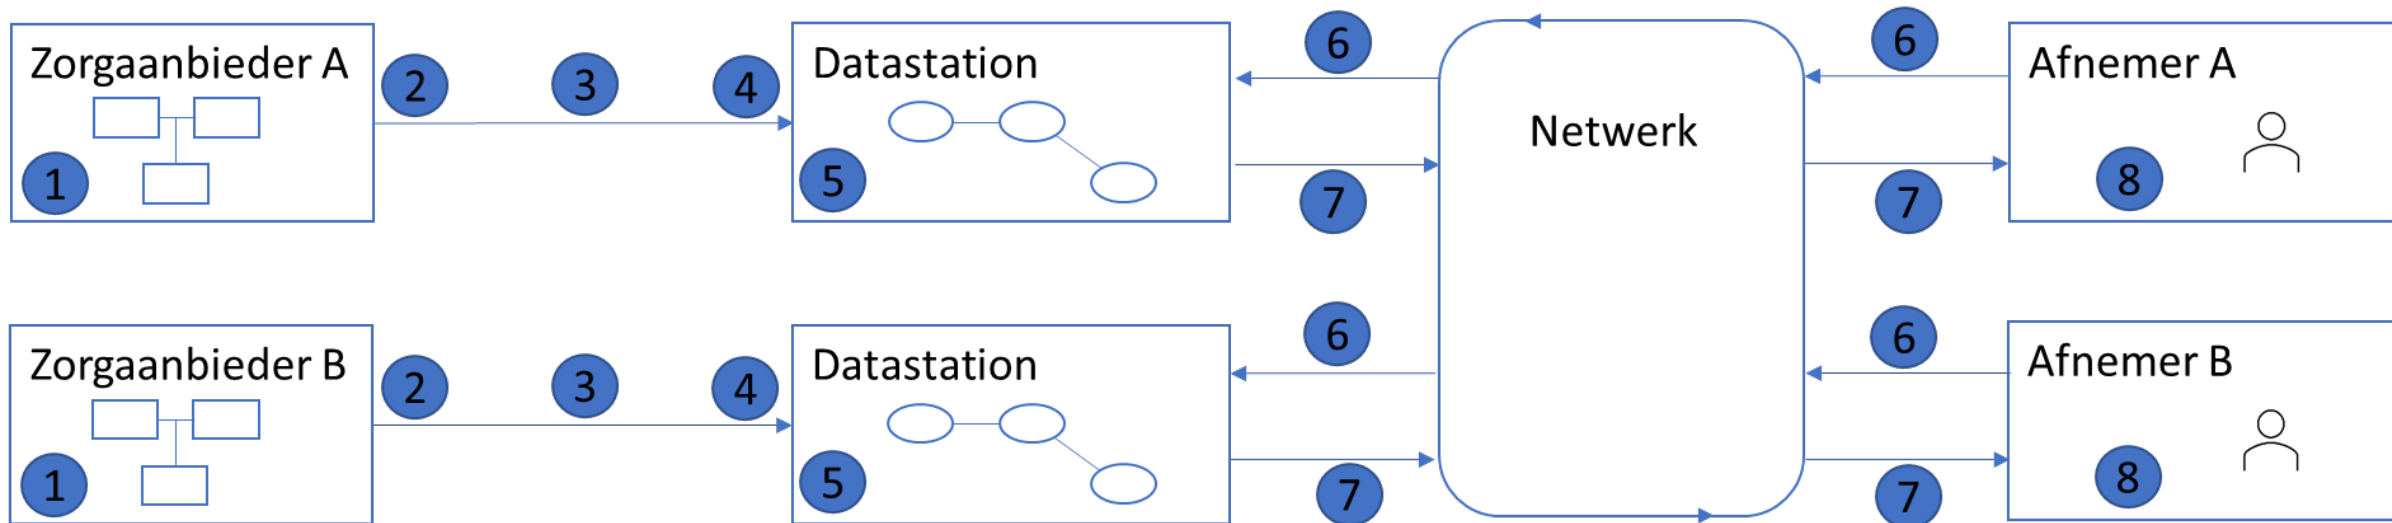 Zorgaanbieder A
1
2
3
4
Datastation
5
6
7
Netwerk
6
7
Afnemer A
8
Zorgaanbieder B
1
2
3
4
Datastation
5
6
7
6
7
Afnemer B
8